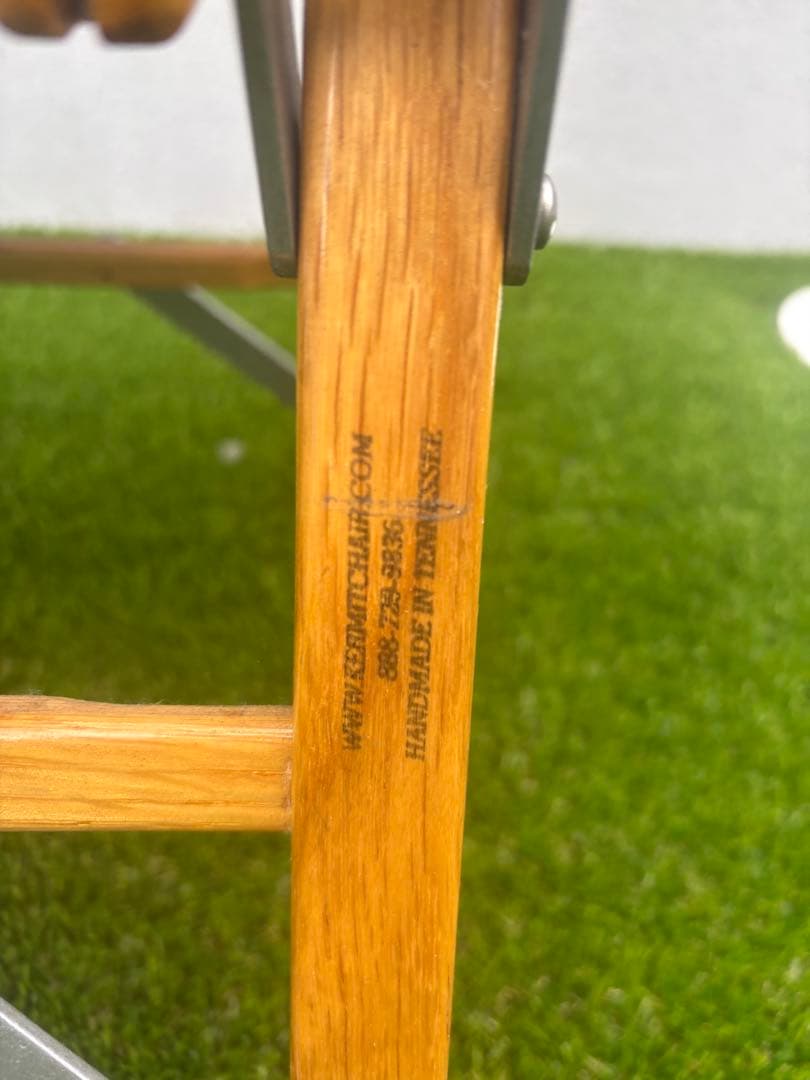 WWW.KERMITCHAIR.COM
888-729-9836
HANDMADE IN TENNESSEE